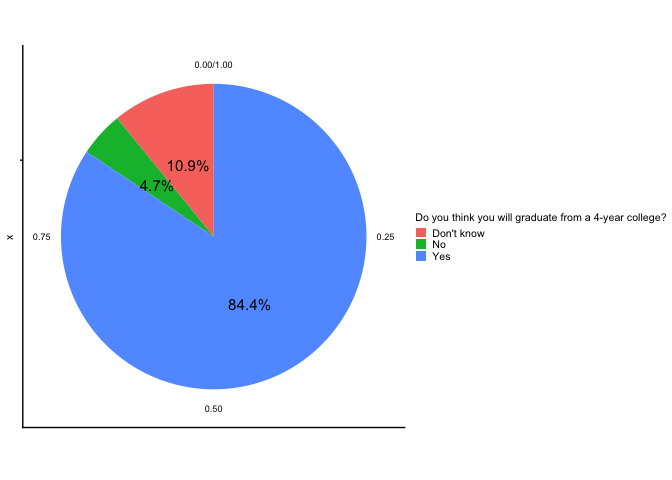 0.00/1.00
10.9%
4.7%
x
0.75
0.25
84.4%
0.50
Do you think you will graduate from a 4-year college?
Don't know
No
Yes